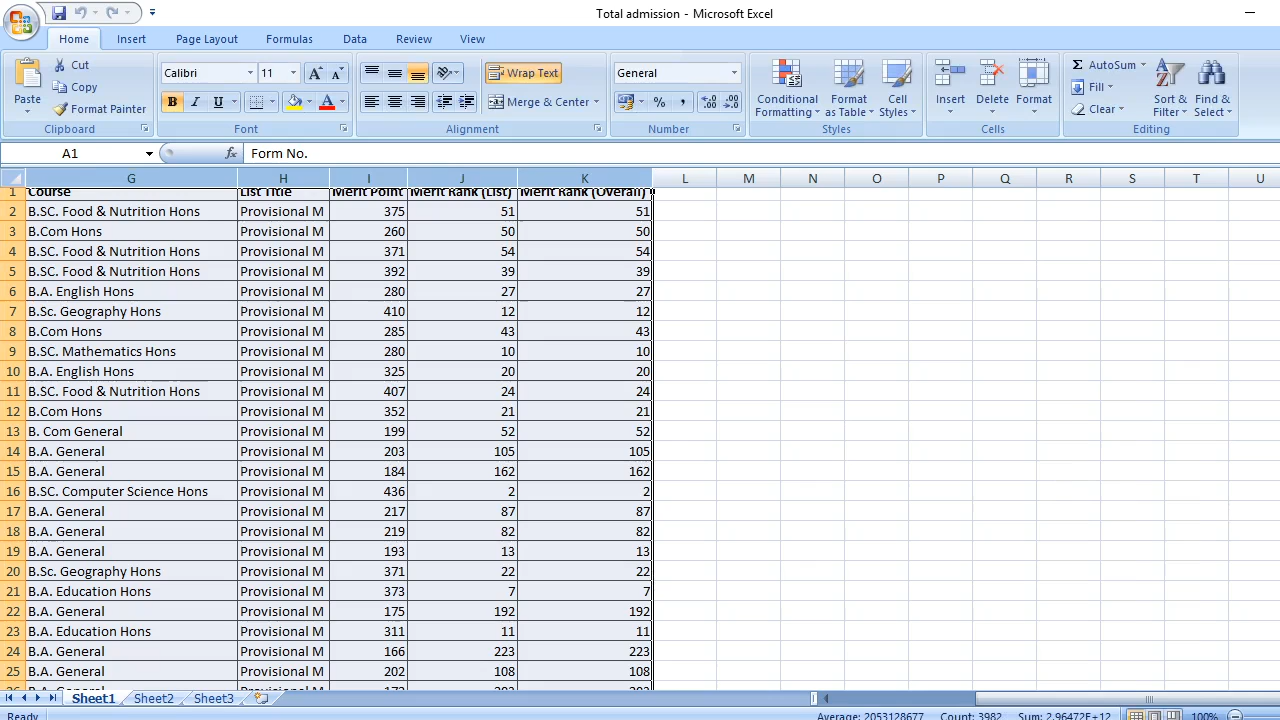 Total admission - Microsoft Excel
Home Insert Page Layout Formulas Data Review View
Paste
Cut
Copy
Format Painter
Clipboard
Calibri 11
B I U A
Font
Wrap Text
Merge & Center
Alignment
General
% ,
Number
Conditional Formatting
Format as Table
Cell Styles
Styles
Insert Delete Format
Cells
Σ AutoSum
Fill
Clear
Sort & Filter
Find & Select
Editing
A1 fx Form No.
G H I J K L M N O P Q R S T U
1 Course List Title Merit Point Merit Rank (List) Merit Rank (Overall)
2 B.SC. Food & Nutrition Hons Provisional M 375 51 51
3 B.Com Hons Provisional M 260 50 50
4 B.SC. Food & Nutrition Hons Provisional M 371 54 54
5 B.SC. Food & Nutrition Hons Provisional M 392 39 39
6 B.A. English Hons Provisional M 280 27 27
7 B.Sc. Geography Hons Provisional M 410 12 12
8 B.Com Hons Provisional M 285 43 43
9 B.SC. Mathematics Hons Provisional M 280 10 10
10 B.A. English Hons Provisional M 325 20 20
11 B.SC. Food & Nutrition Hons Provisional M 407 24 24
12 B.Com Hons Provisional M 352 21 21
13 B. Com General Provisional M 199 52 52
14 B.A. General Provisional M 203 105 105
15 B.A. General Provisional M 184 162 162
16 B.SC. Computer Science Hons Provisional M 436 2 2
17 B.A. General Provisional M 217 87 87
18 B.A. General Provisional M 219 82 82
19 B.A. General Provisional M 193 13 13
20 B.Sc. Geography Hons Provisional M 371 22 22
21 B.A. Education Hons Provisional M 373 7 7
22 B.A. General Provisional M 175 192 192
23 B.A. Education Hons Provisional M 311 11 11
24 B.A. General Provisional M 166 223 223
25 B.A. General Provisional M 202 108 108
Sheet1 Sheet2 Sheet3
Ready Average: 2053128677 Count: 3982 Sum: 2.96472E+12 100%